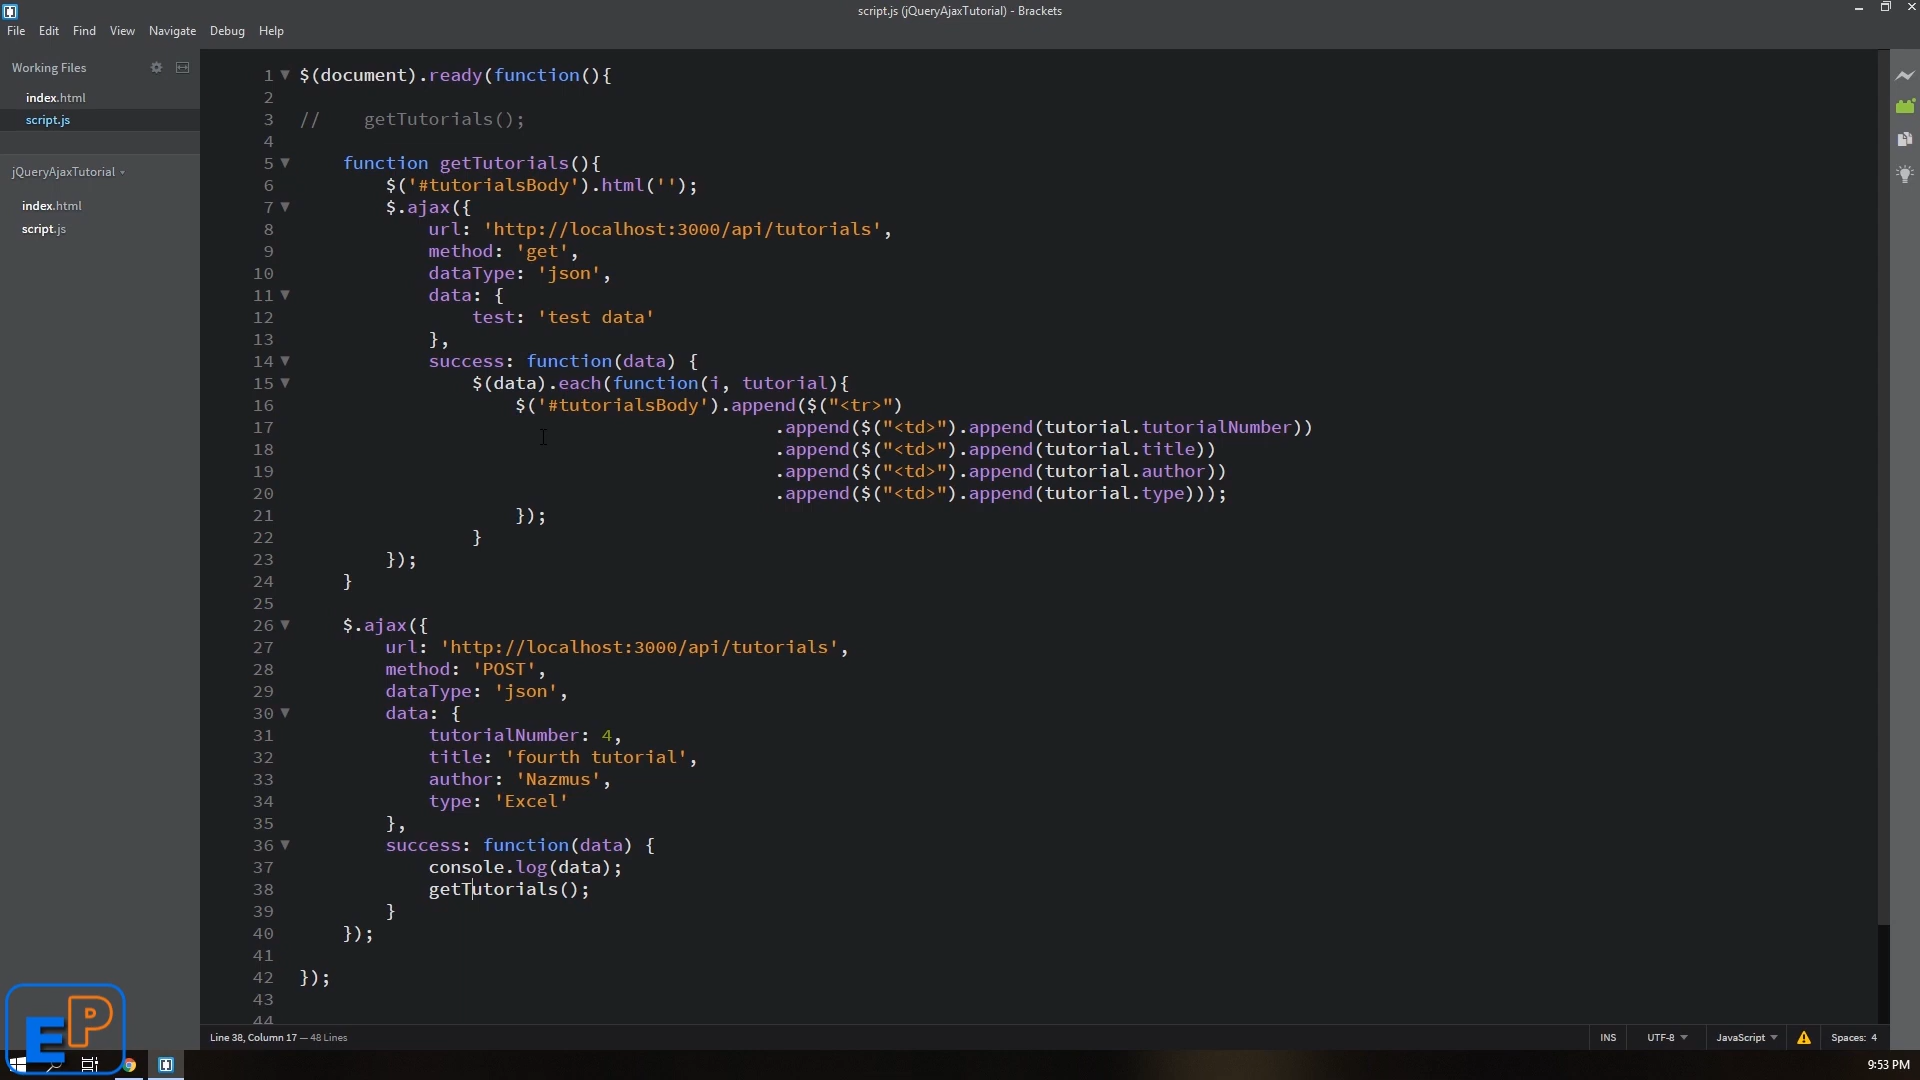 script.js (jQueryAjaxTutorial) - Brackets
File Edit Find View Navigate Debug Help
Working Files
index.html
script.js
jQueryAjaxTutorial
index.html
script.js
1 $(document).ready(function(){
2
3 //    getTutorials();
4
5     function getTutorials(){
6         $('#tutorialsBody').html('');
7         $.ajax({
8             url: 'http://localhost:3000/api/tutorials',
9             method: 'get',
10             dataType: 'json',
11             data: {
12                 test: 'test data'
13             },
14             success: function(data) {
15                 $(data).each(function(i, tutorial){
16                     $('#tutorialsBody').append($("<tr>")
17                                             .append($("<td>").append(tutorial.tutorialNumber))
18                                             .append($("<td>").append(tutorial.title))
19                                             .append($("<td>").append(tutorial.author))
20                                             .append($("<td>").append(tutorial.type)));
21                     });
22                 }
23         });
24     }
25
26     $.ajax({
27         url: 'http://localhost:3000/api/tutorials',
28         method: 'POST',
29         dataType: 'json',
30         data: {
31             tutorialNumber: 4,
32             title: 'fourth tutorial',
33             author: 'Nazmus',
34             type: 'Excel'
35         },
36         success: function(data) {
37             console.log(data);
38             getTutorials();
39         }
40     });
41
42 });
43
44
Line 38, Column 17 — 48 Lines
INS UTF-8 JavaScript Spaces: 4
EP
9:53 PM